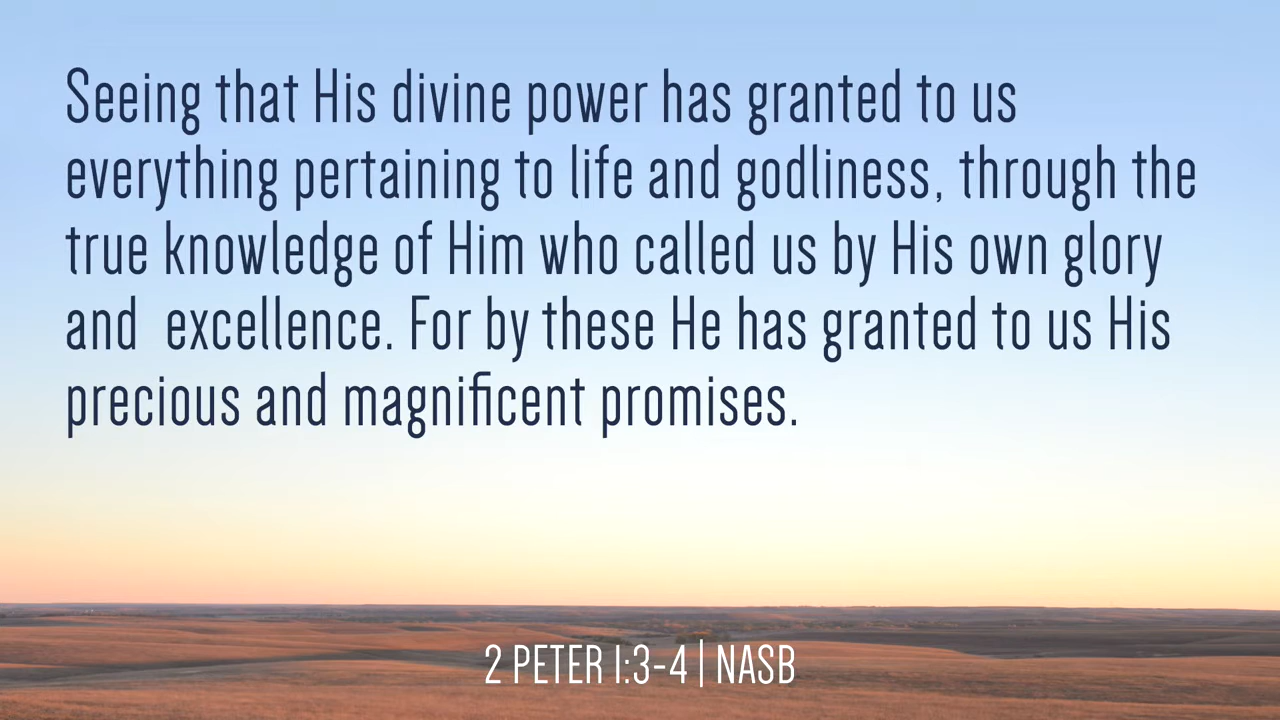 Seeing that His divine power has granted to us
everything pertaining to life and godliness, through the
true knowledge of Him who called us by His own glory
and  excellence. For by these He has granted to us His
precious and magnificent promises.
2 PETER 1:3-4 | NASB